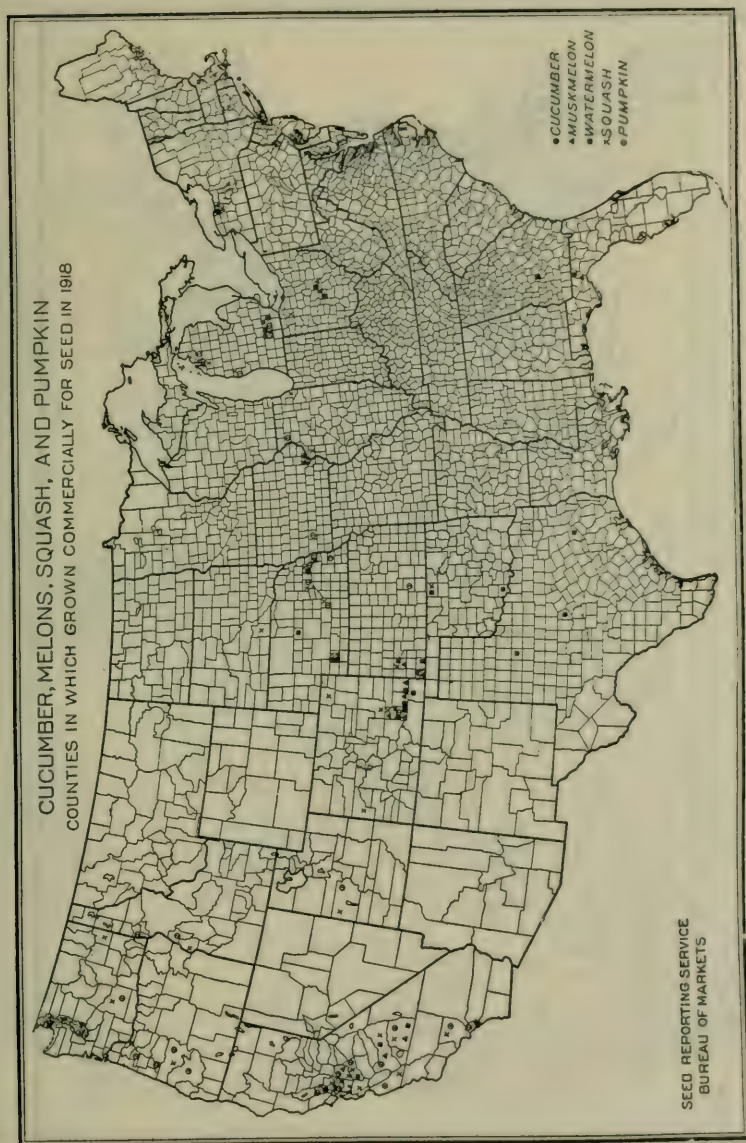 CUCUMBER, MELONS, SQUASH, AND PUMPKIN
COUNTIES IN WHICH GROWN COMMERCIALLY FOR SEED IN 1918
CUCUMBER
MUSKMELON
WATERMELON
SQUASH
PUMPKIN
SEED REPORTING SERVICE
BUREAU OF MARKETS